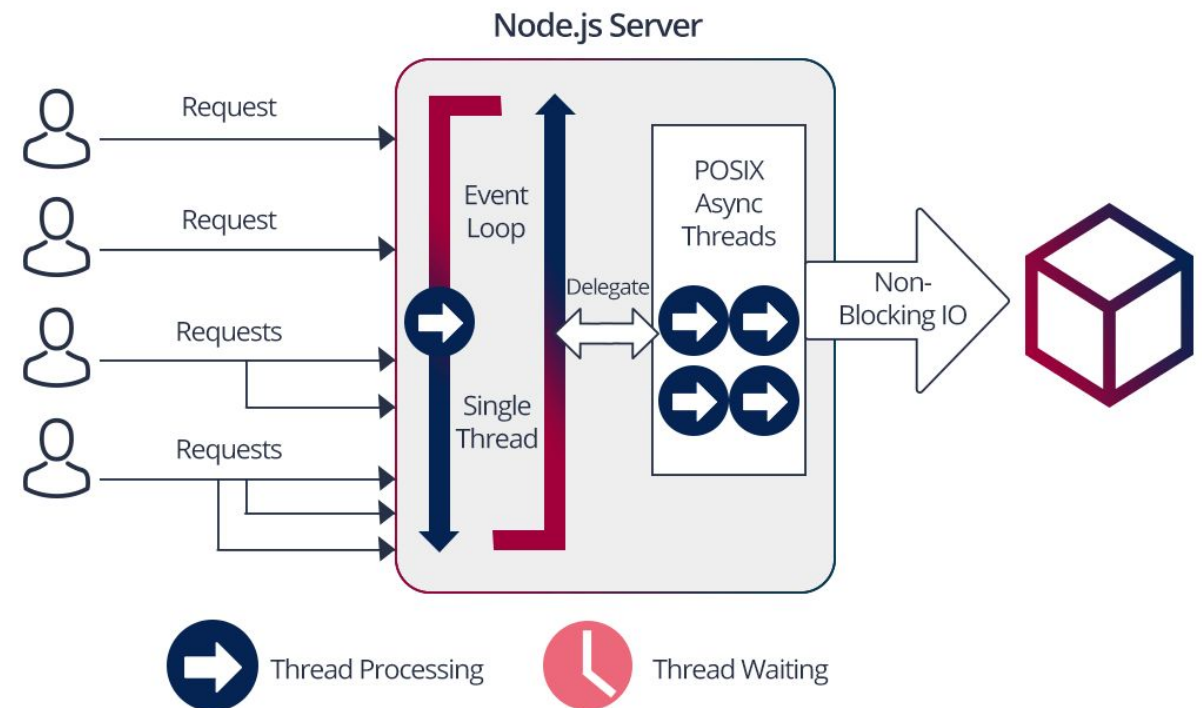 Node.js Server
Request
Request
Requests
Requests
Event
Loop
Single
Thread
Delegate
POSIX
Async
Threads
Non-
Blocking IO
Thread Processing
Thread Waiting